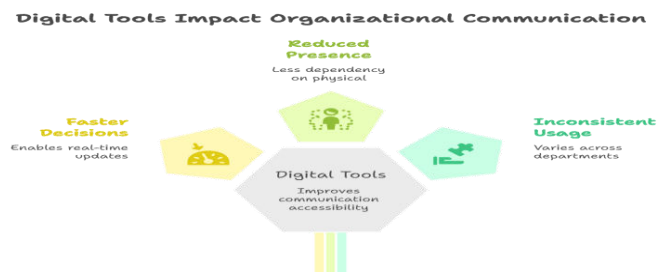 Digital Tools Impact Organizational Communication
Reduced
Presence
Less dependency
on physical
Faster
Decisions
Enables real-time
updates
Inconsistent
Usage
Varies across
departments
Digital Tools
Improves
communication
accessibility